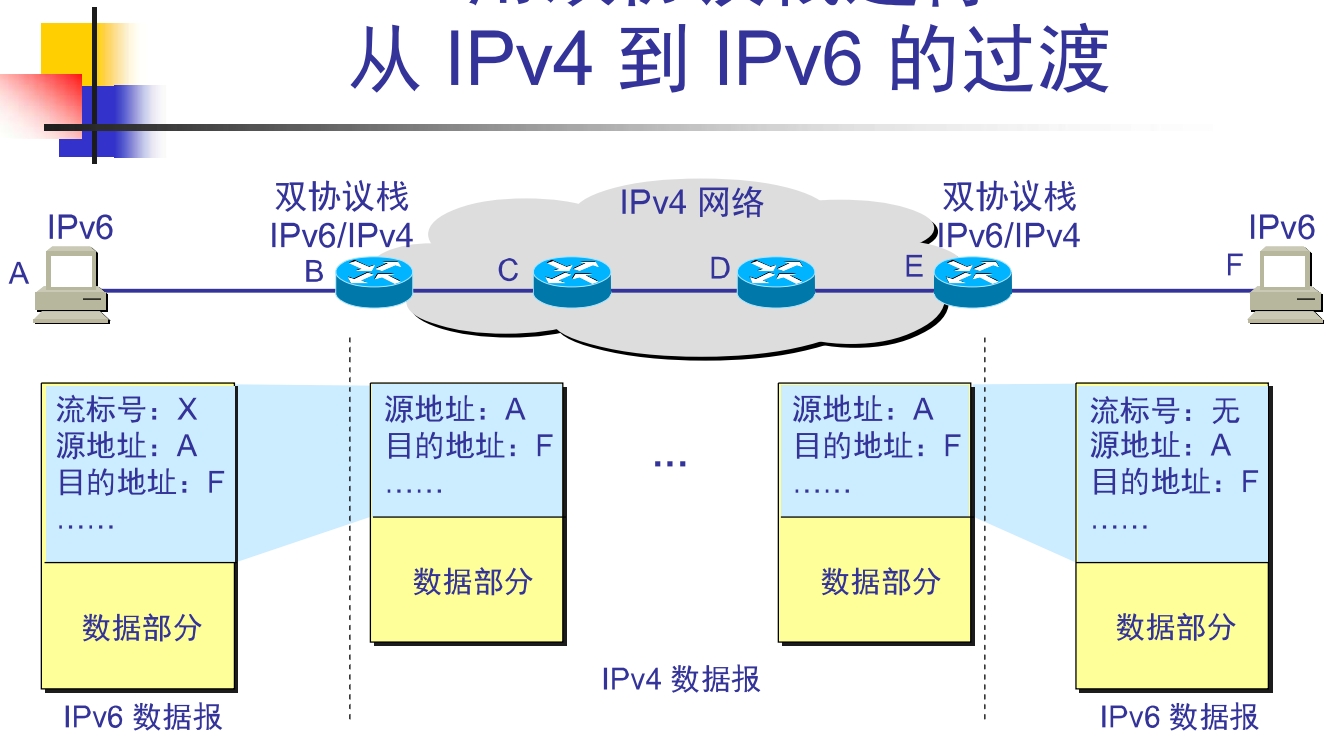 从 IPv4 到 IPv6 的过渡
双协议栈
IPv6/IPv4
IPv4 网络
双协议栈
IPv6/IPv4
IPv6
IPv6
A
B
C
D
E
F
流标号：X
源地址：A
目的地址：F
……
数据部分
IPv6 数据报
源地址：A
目的地址：F
……
数据部分
…
源地址：A
目的地址：F
……
数据部分
IPv4 数据报
流标号：无
源地址：A
目的地址：F
……
数据部分
IPv6 数据报